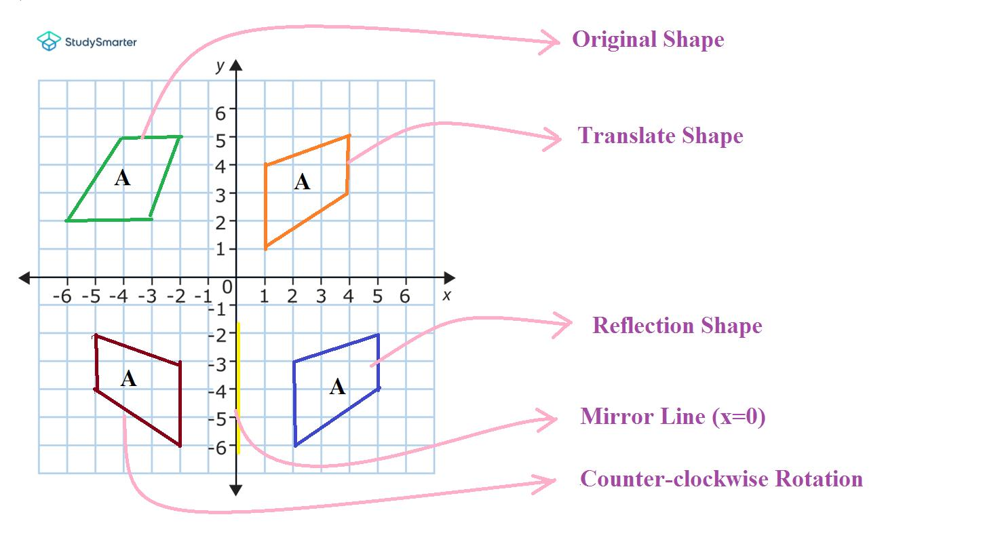 StudySmarter
Original Shape
y
6
Translate Shape
5
4
A
A
3
2
1
0
-6 -5 -4 -3 -2 -1 1 2 3 4 5 6 x
-1
Reflection Shape
-2
-3
A
A
-4
-5
Mirror Line (x=0)
-6
Counter-clockwise Rotation